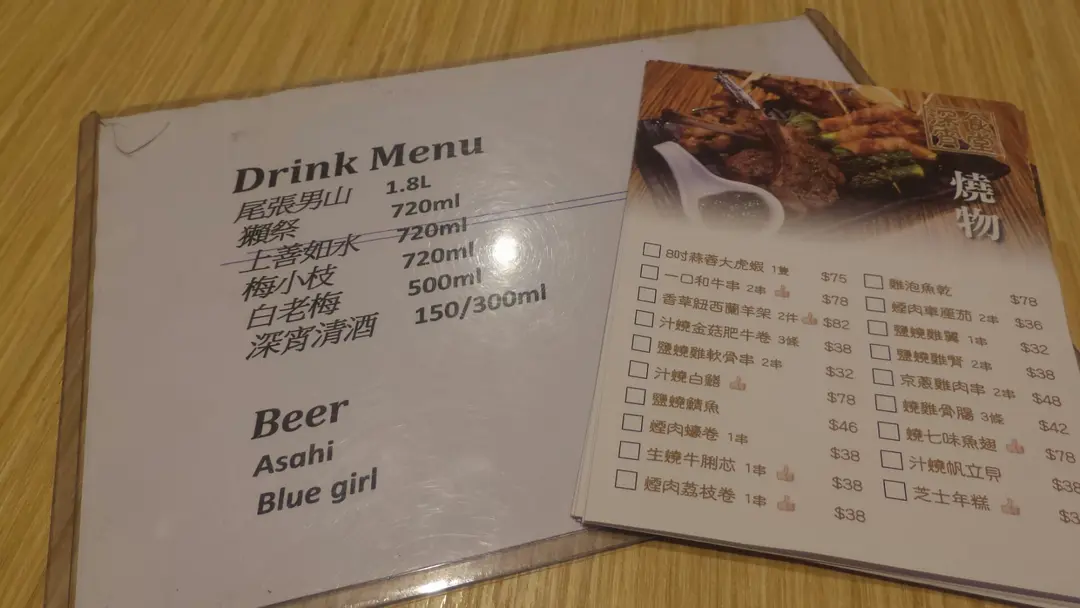 Drink Menu
尾張男山 1.8L
獺祭 720ml
上善如水 720ml
梅小枝 720ml
白老梅 500ml
深宵清酒 150/300ml
Beer
Asahi
Blue girl
深宵食堂
燒物
8吋蒜蓉大虎蝦 1隻 $75
一口和牛串 2串 $78
香草紐西蘭羊架 2件 $82
汁燒金菇肥牛卷 3條 $38
鹽燒雞軟骨串 2串 $32
汁燒白鱔 $78
鹽燒鯖魚 $46
煙肉蠔卷 1串 $38
生燒牛脷芯 1串 $38
煙肉荔枝卷 1串 $38
雞泡魚乾 $78
煙肉車厘茄 2串 $36
鹽燒雞翼 1串 $32
鹽燒雞腎 2串 $38
京葱雞肉串 2串 $48
燒雞骨腸 3條 $42
燒七味魚翅 $78
汁燒帆立貝 $38
芝士年糕